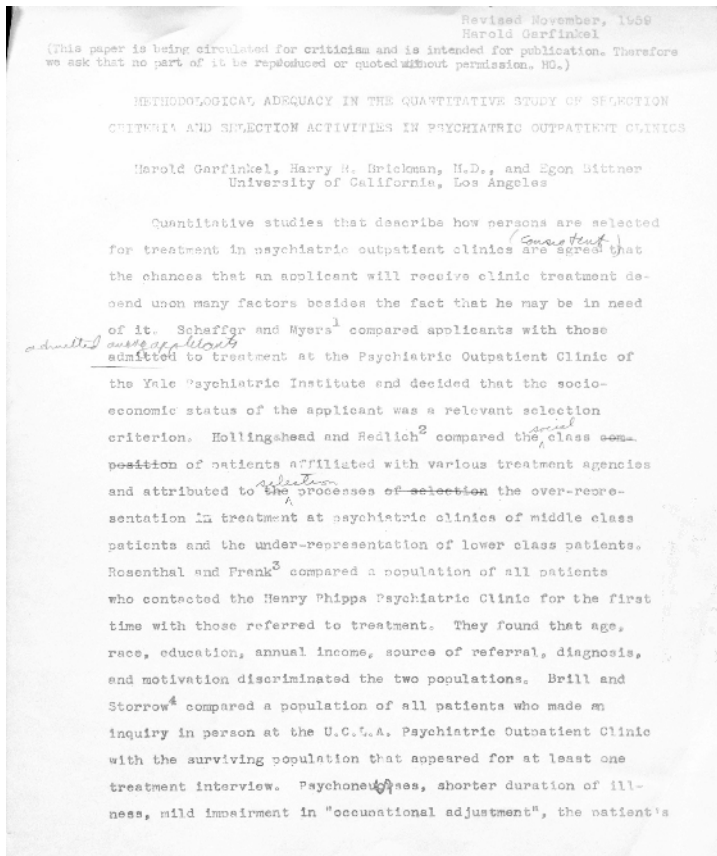 Revised November, 1959
Harold Garfinkel
(This paper is being circulated for criticism and is intended for publication. Therefore
we ask that no part of it be reproduced or quoted without permission. HG.)
METHODOLOGICAL ADEQUACY IN THE QUANTITATIVE STUDY OF SELECTION
CRITERIA AND SELECTION ACTIVITIES IN PSYCHIATRIC OUTPATIENT CLINICS
Harold Garfinkel, Harry R. Brickman, M.D., and Egon Bittner
University of California, Los Angeles
Quantitative studies that describe how persons are selected
(consistent)
for treatment in psychiatric outpatient clinics are agreed that
the chances that an applicant will receive clinic treatment de-
pend upon many factors besides the fact that he may be in need
of it. Schaffer and Myers1 compared applicants with those
admitted among applicants
admitted to treatment at the Psychiatric Outpatient Clinic of
the Yale Psychiatric Institute and decided that the socio-
economic status of the applicant was a relevant selection
social
criterion. Hollingshead and Redlich2 compared the class com-
position of patients affiliated with various treatment agencies
selection
and attributed to the processes of selection the over-repre-
sentation in treatment at psychiatric clinics of middle class
patients and the under-representation of lower class patients.
Rosenthal and Frank3 compared a population of all patients
who contacted the Henry Phipps Psychiatric Clinic for the first
time with those referred to treatment. They found that age,
race, education, annual income, source of referral, diagnosis,
and motivation discriminated the two populations. Brill and
Storrow4 compared a population of all patients who made an
inquiry in person at the U.C.L.A. Psychiatric Outpatient Clinic
with the surviving population that appeared for at least one
treatment interview. Psychoneuroses, shorter duration of ill-
ness, mild impairment in "occupational adjustment", the patient's